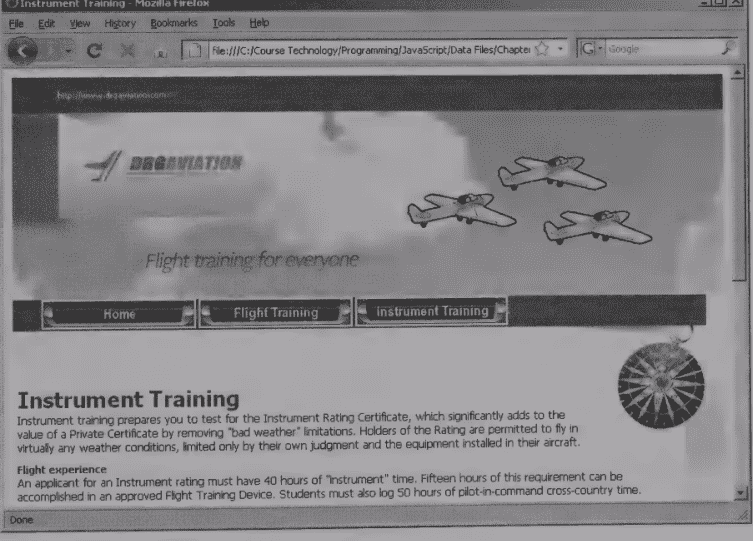 Instrument Training - Mozilla Firefox
File Edit View History Bookmarks Tools Help
file:///C:/Course Technology/Programming/JavaScript/Data Files/Chapter
Google
DRGAVIATION
Flight training for everyone
Home
Flight Training
Instrument Training
Instrument Training
Instrument training prepares you to test for the Instrument Rating Certificate, which significantly adds to the
value of a Private Certificate by removing "bad weather" limitations. Holders of the Rating are permitted to fly in
virtually any weather conditions, limited only by their own judgment and the equipment installed in their aircraft.
Flight experience
An applicant for an Instrument rating must have 40 hours of "instrument" time. Fifteen hours of this requirement can be
accomplished in an approved Flight Training Device. Students must also log 50 hours of pilot-in-command cross-country time.
Done